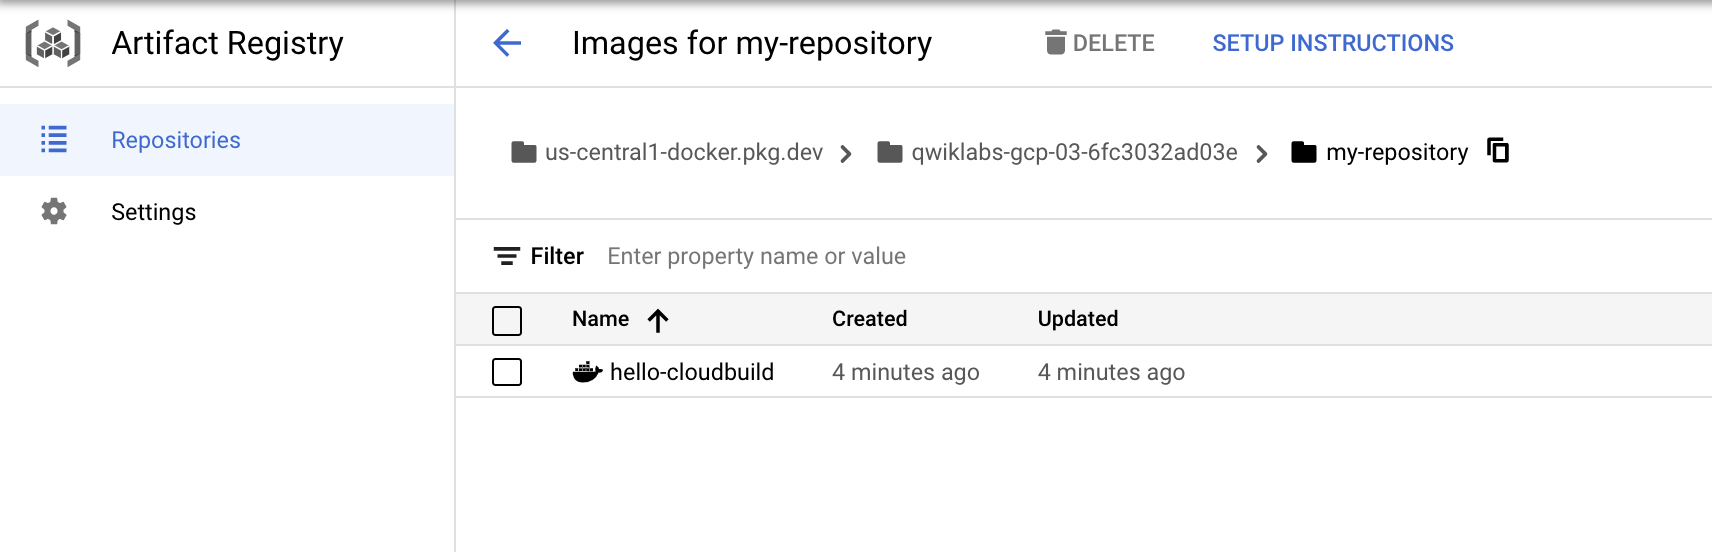 Artifact Registry
Images for my-repository
DELETE
SETUP INSTRUCTIONS
Repositories
Settings
us-central1-docker.pkg.dev
qwiklabs-gcp-03-6fc3032ad03e
my-repository
Filter Enter property name or value
Name Created Updated
hello-cloudbuild 4 minutes ago 4 minutes ago